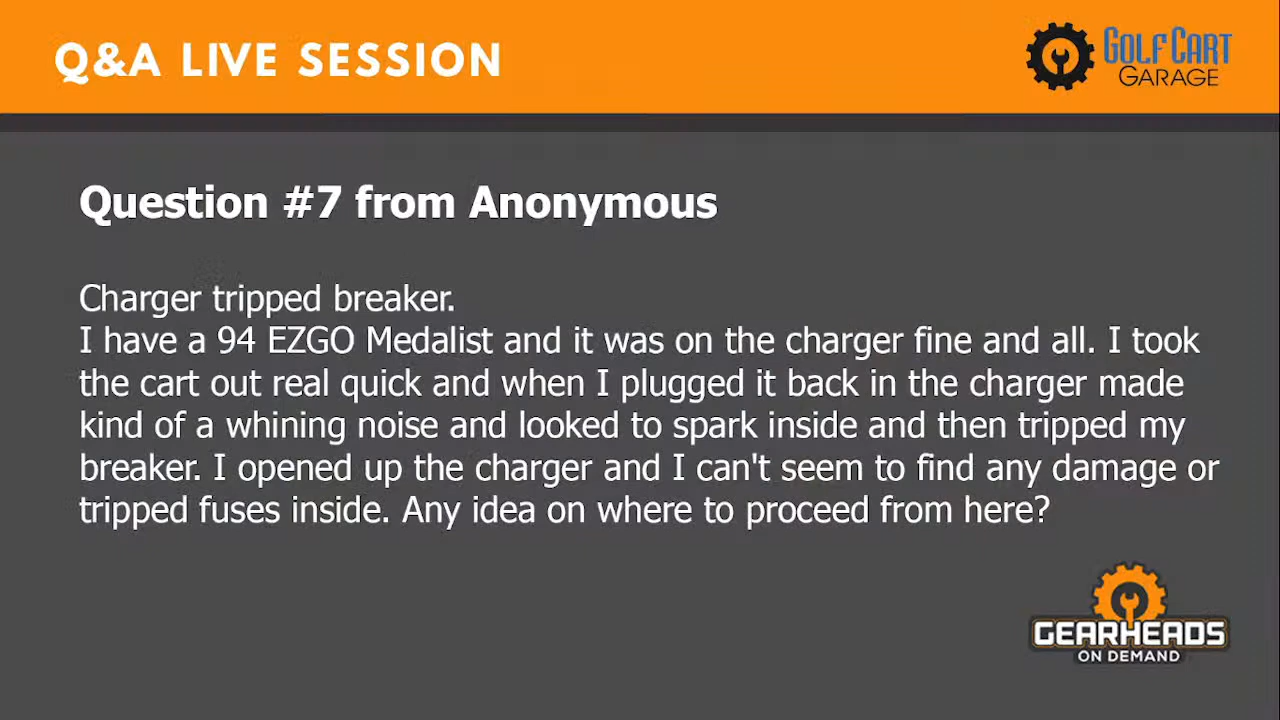 Q&A LIVE SESSION
GOLF CART
GARAGE
Question #7 from Anonymous
Charger tripped breaker.
I have a 94 EZGO Medalist and it was on the charger fine and all. I took
the cart out real quick and when I plugged it back in the charger made
kind of a whining noise and looked to spark inside and then tripped my
breaker. I opened up the charger and I can't seem to find any damage or
tripped fuses inside. Any idea on where to proceed from here?
GEARHEADS
ON DEMAND